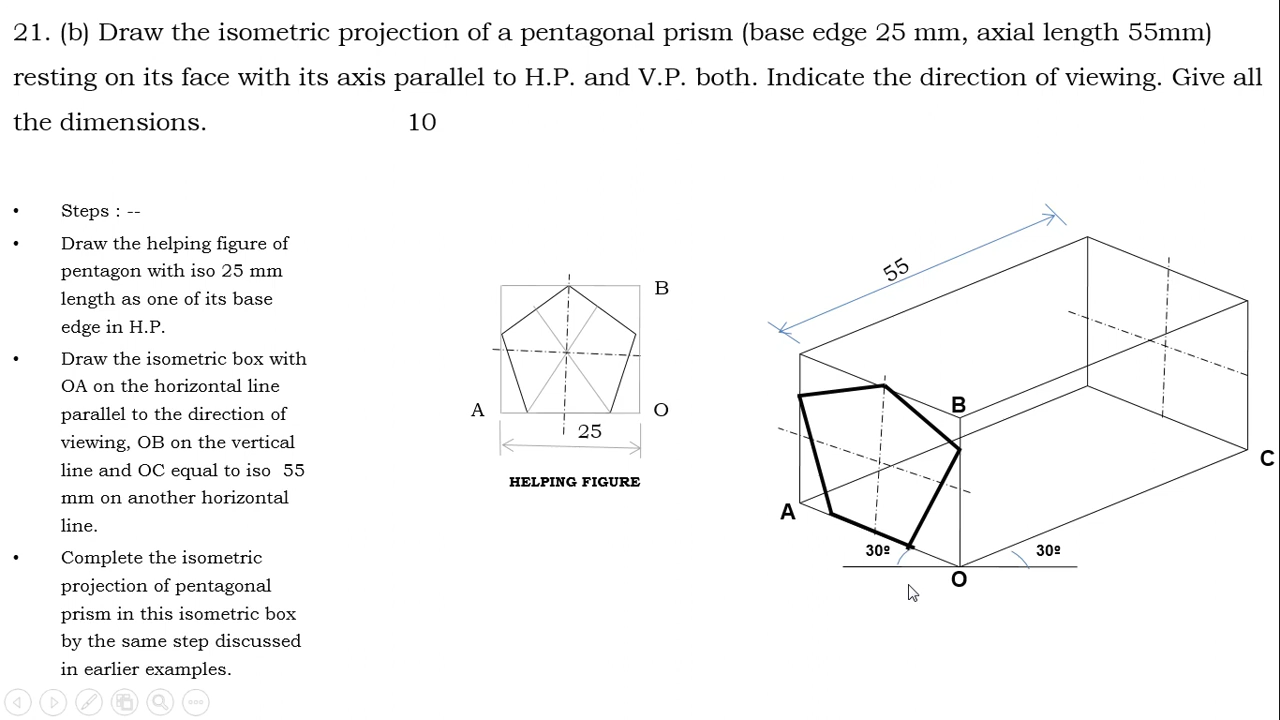 21. (b) Draw the isometric projection of a pentagonal prism (base edge 25 mm, axial length 55mm)
resting on its face with its axis parallel to H.P. and V.P. both. Indicate the direction of viewing. Give all
the dimensions. 10
• Steps : --
• Draw the helping figure of
pentagon with iso 25 mm
length as one of its base
edge in H.P.
• Draw the isometric box with
OA on the horizontal line
parallel to the direction of
viewing, OB on the vertical
line and OC equal to iso 55
mm on another horizontal
line.
• Complete the isometric
projection of pentagonal
prism in this isometric box
by the same step discussed
in earlier examples.
B
A
O
25
HELPING FIGURE
55
B
C
A
30º
30º
O